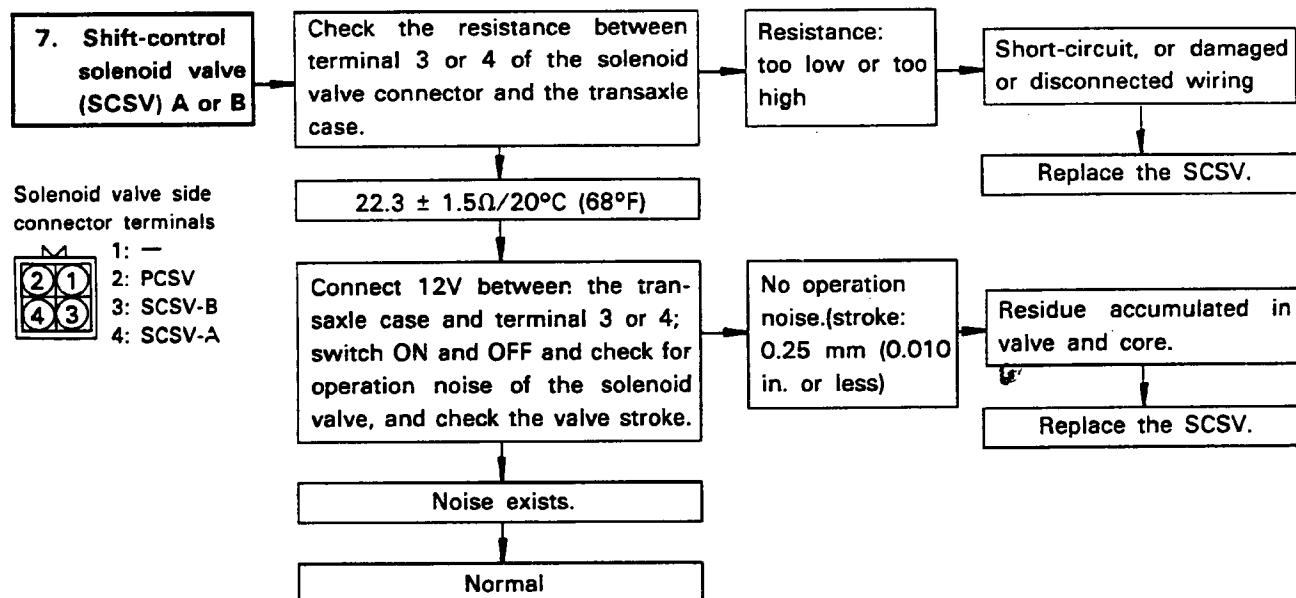 7. Shift-control
solenoid valve
(SCSV) A or B
Check the resistance between
terminal 3 or 4 of the solenoid
valve connector and the transaxle
case.
Resistance:
too low or too
high
Short-circuit, or damaged
or disconnected wiring
Replace the SCSV.
22.3 ± 1.5Ω/20°C (68°F)
Solenoid valve side
connector terminals
2 1
4 3
1: —
2: PCSV
3: SCSV-B
4: SCSV-A
Connect 12V between the tran-
saxle case and terminal 3 or 4;
switch ON and OFF and check for
operation noise of the solenoid
valve, and check the valve stroke.
No operation
noise.(stroke:
0.25 mm (0.010
in. or less)
Residue accumulated in
valve and core.
Replace the SCSV.
Noise exists.
Normal